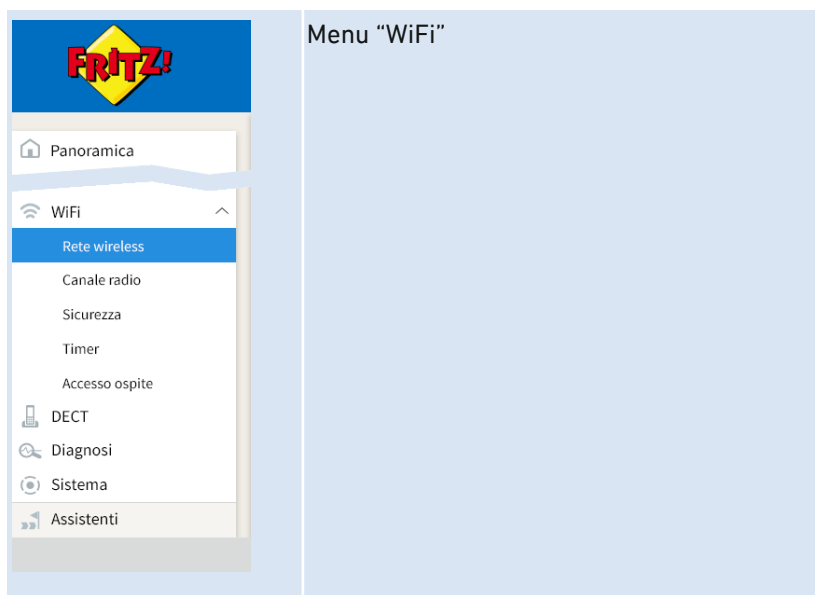 FRITZ!
Menu “WiFi”
Panoramica
WiFi
Rete wireless
Canale radio
Sicurezza
Timer
Accesso ospite
DECT
Diagnosi
Sistema
Assistenti